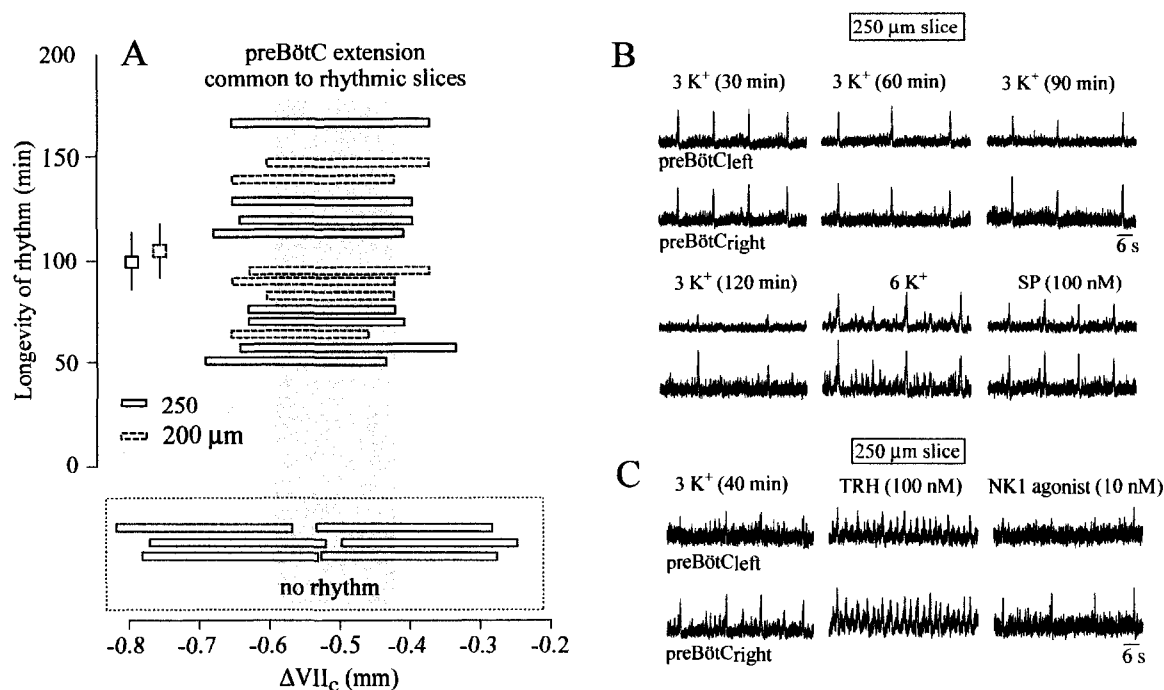 A
preBötC extension
common to rhythmic slices
200
150
100
50
0
Longevity of rhythm (min)
250
200 µm
no rhythm
-0.8 -0.7 -0.6 -0.5 -0.4 -0.3 -0.2
ΔVIIc (mm)
250 µm slice
B
3 K⁺ (30 min) 3 K⁺ (60 min) 3 K⁺ (90 min)
preBötCleft
preBötCright
6 s
3 K⁺ (120 min) 6 K⁺ SP (100 nM)
250 µm slice
C
3 K⁺ (40 min) TRH (100 nM) NK1 agonist (10 nM)
preBötCleft
preBötCright
6 s